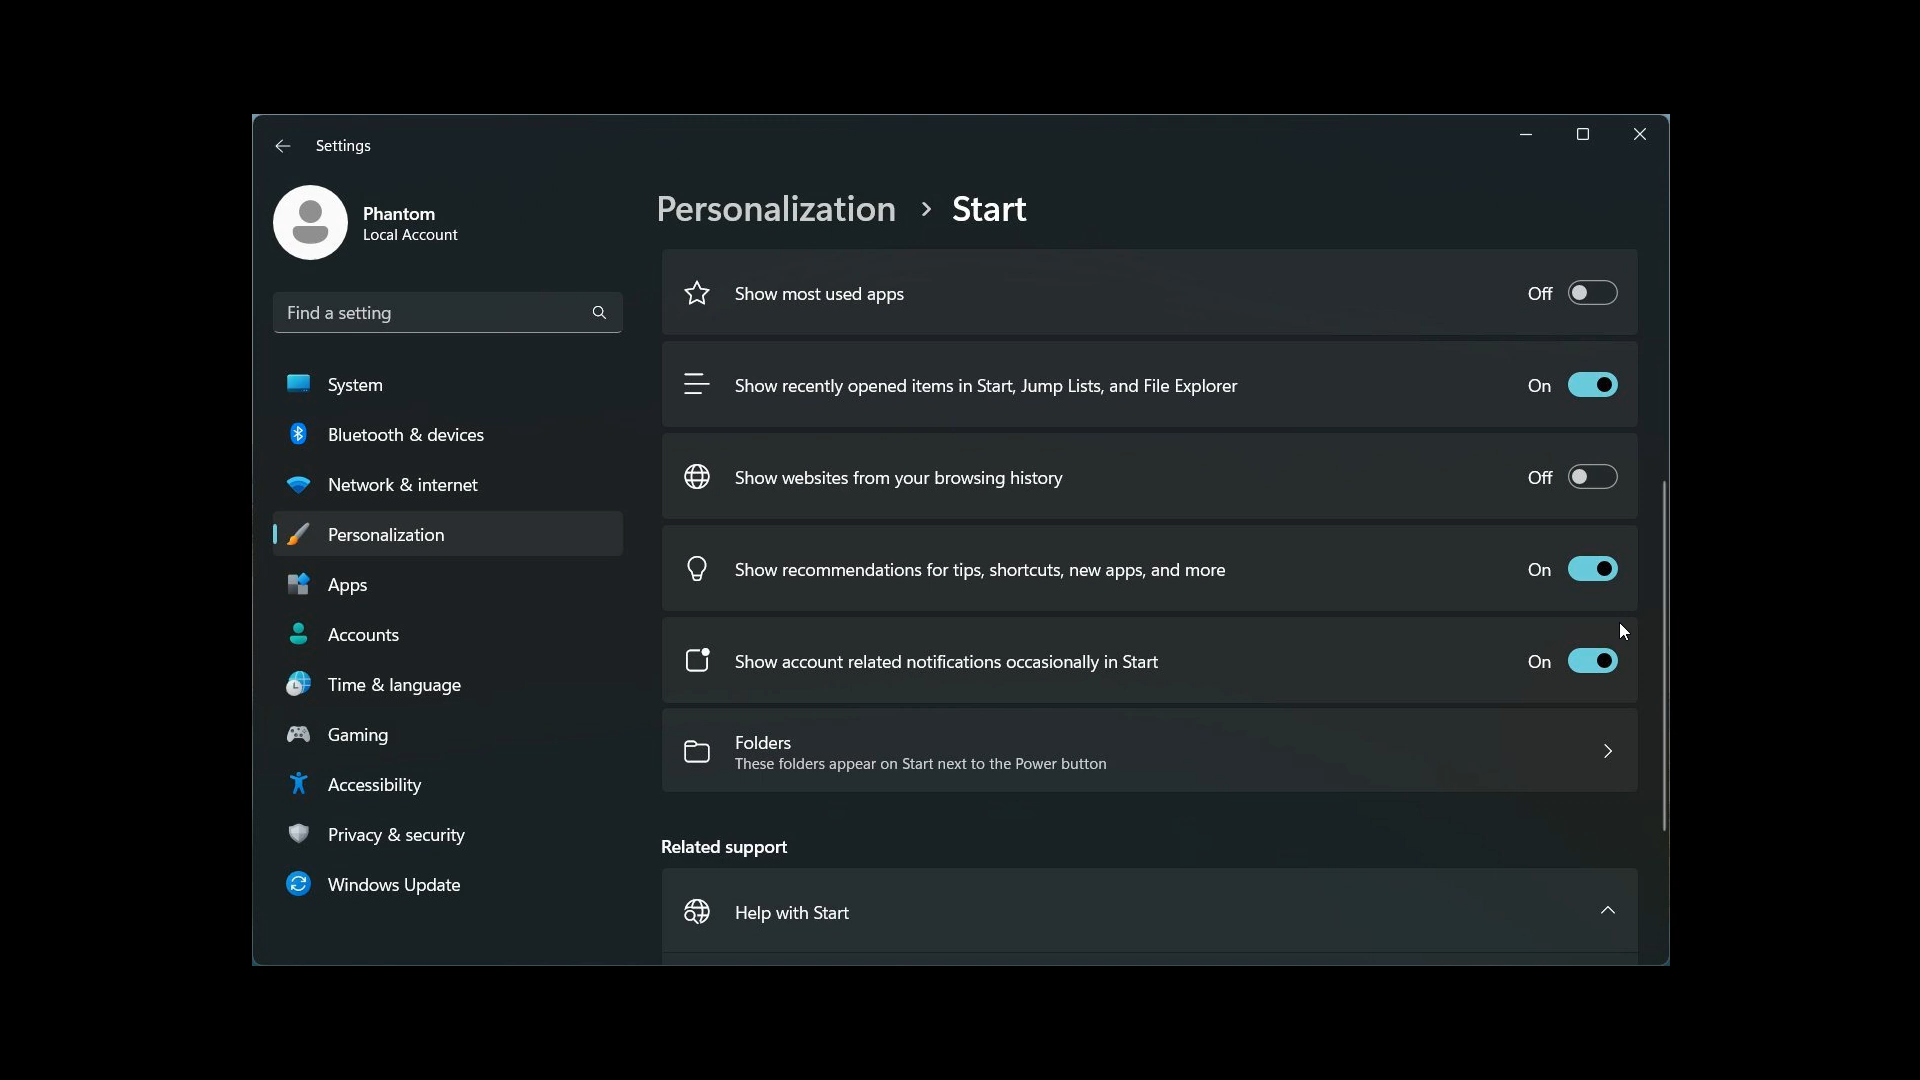 Settings
Phantom
Local Account
Find a setting
System
Bluetooth & devices
Network & internet
Personalization
Apps
Accounts
Time & language
Gaming
Accessibility
Privacy & security
Windows Update
Personalization > Start
Show most used apps Off
Show recently opened items in Start, Jump Lists, and File Explorer On
Show websites from your browsing history Off
Show recommendations for tips, shortcuts, new apps, and more On
Show account related notifications occasionally in Start On
Folders
These folders appear on Start next to the Power button
Related support
Help with Start